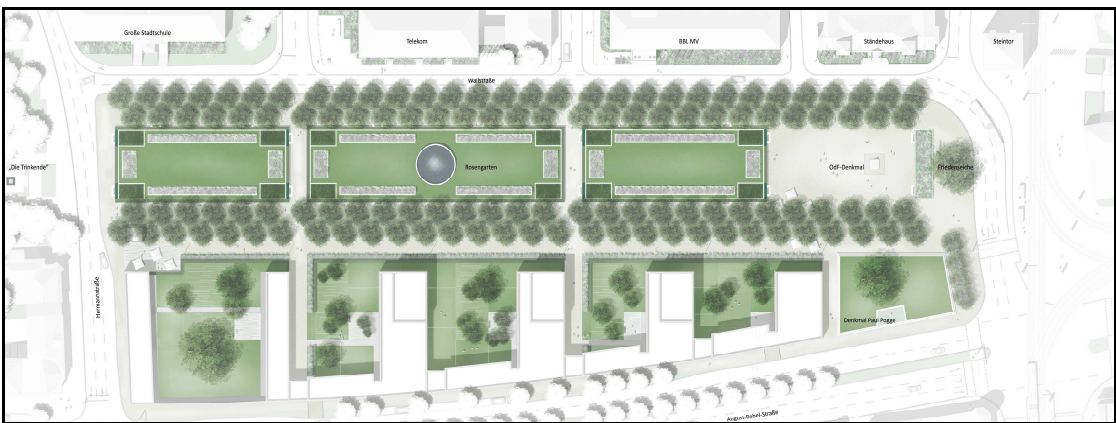 Große Stadtschule
Telekom
BBL MV
Ständehaus
Steintor
Wallstraße
„Die Trinkende“
Rosengarten
OdF-Denkmal
Friedenseiche
Hermannstraße
Denkmal Paul Pogge
August-Bebel-Straße